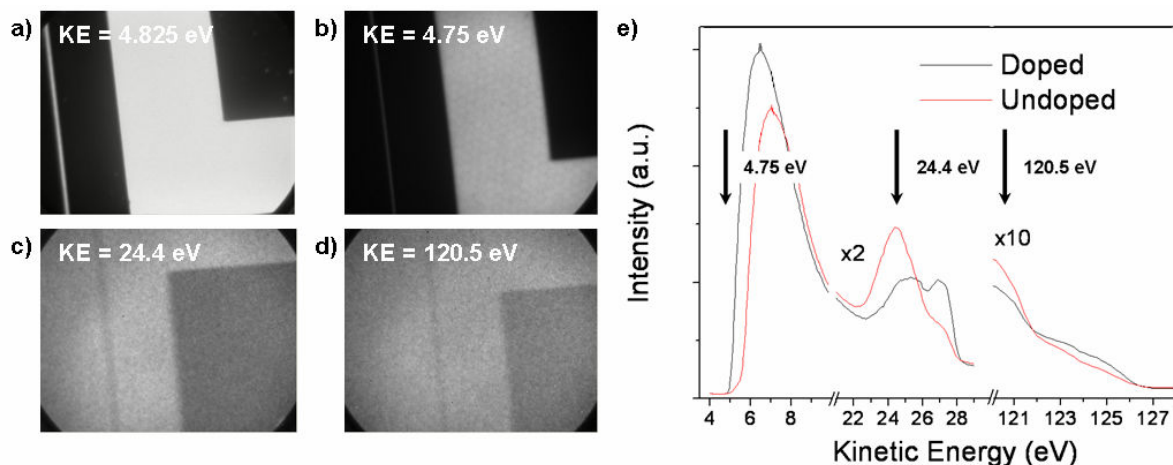 a)
KE = 4.825 eV
b)
KE = 4.75 eV
c)
KE = 24.4 eV
d)
KE = 120.5 eV
e)
Doped
Undoped
4.75 eV
24.4 eV
120.5 eV
x2
x10
Intensity (a.u.)
4 6 8 22 24 26 28 121 123 125 127
Kinetic Energy (eV)